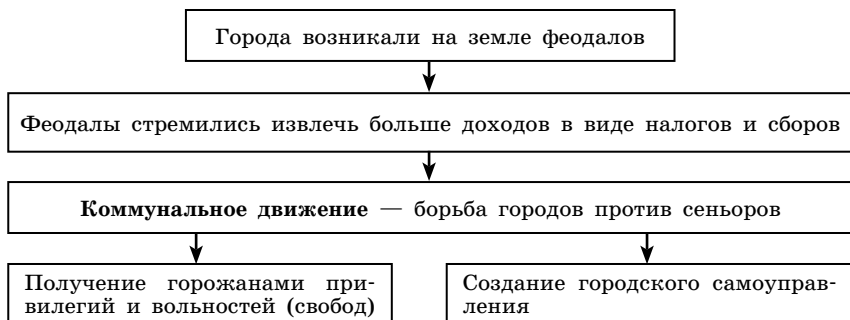 Города возникали на земле феодалов
Феодалы стремились извлечь больше доходов в виде налогов и сборов
Коммунальное движение — борьба городов против сеньоров
Получение горожанами при-
вилегий и вольностей (свобод)
Создание городского самоуправ-
ления